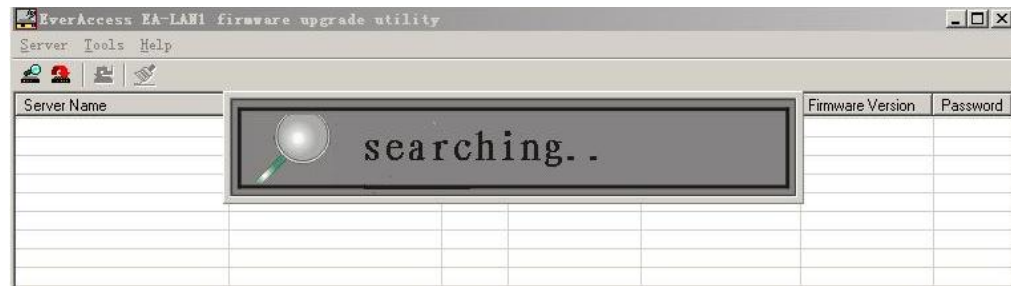 EverAccess EA-LAN1 firmware upgrade utility
Server Tools Help
Server Name Firmware Version Password
searching..